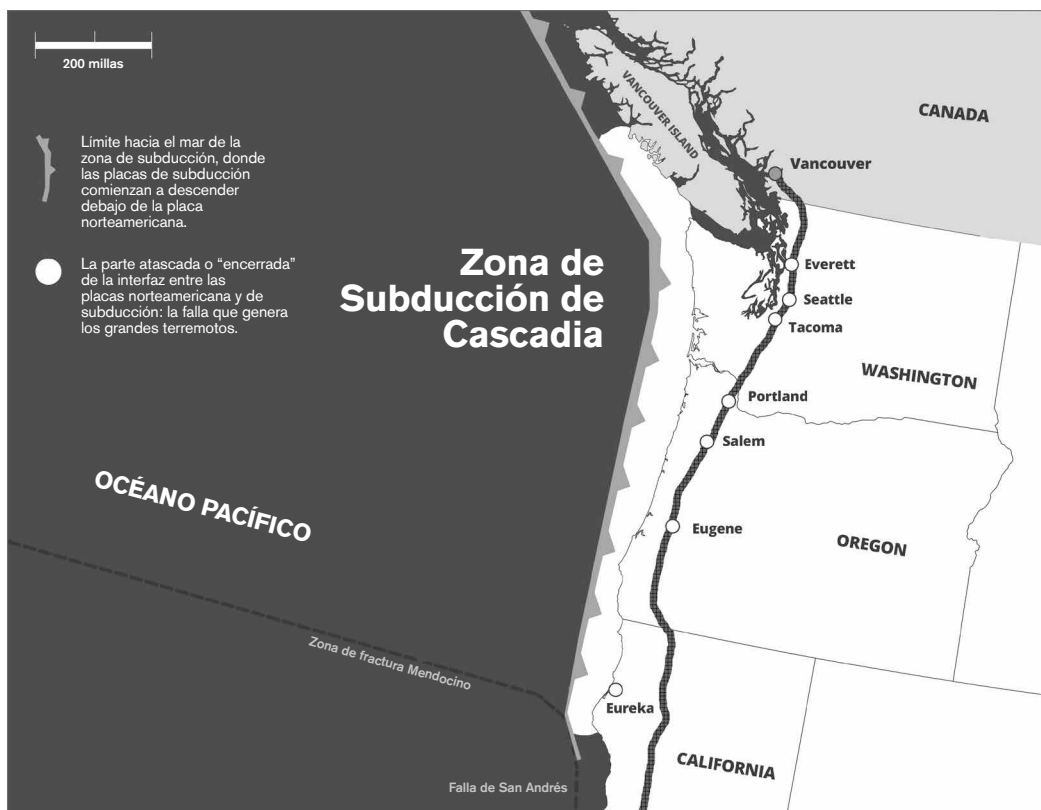 200 millas
Límite hacia el mar de la
zona de subducción, donde
las placas de subducción
comienzan a descender
debajo de la placa
norteamericana.
La parte atascada o “encerrada”
de la interfaz entre las
placas norteamericana y de
subducción: la falla que genera
los grandes terremotos.
Zona de
Subducción de
Cascadia
OCÉANO PACÍFICO
Zona de fractura Mendocino
Falla de San Andrés
VANCOUVER ISLAND
CANADA
Vancouver
Everett
Seattle
Tacoma
WASHINGTON
Portland
Salem
Eugene
OREGON
Eureka
CALIFORNIA